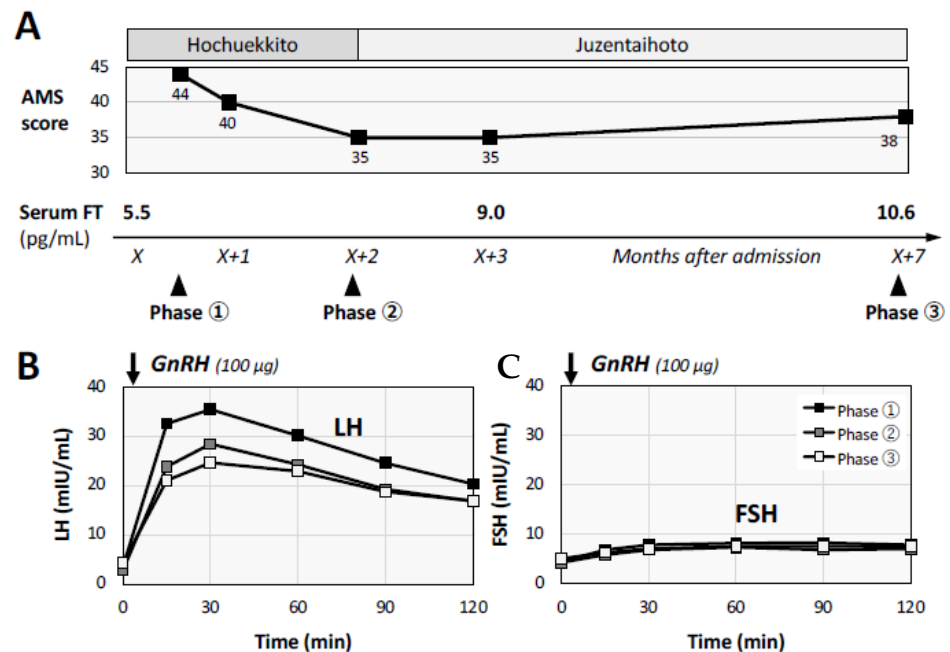 A
Hochuekkito Juzentaihoto
AMS score
45
40
35
30
44
40
35
35
38
Serum FT 5.5 9.0 10.6
(pg/mL)
X X+1 X+2 X+3 Months after admission X+7
Phase ① Phase ② Phase ③
B
GnRH (100 μg)
LH (mIU/mL)
40
30
20
10
0
LH
0 30 60 90 120
Time (min)
C
GnRH (100 μg)
FSH (mIU/mL)
40
30
20
10
0
Phase ①
Phase ②
Phase ③
FSH
0 30 60 90 120
Time (min)